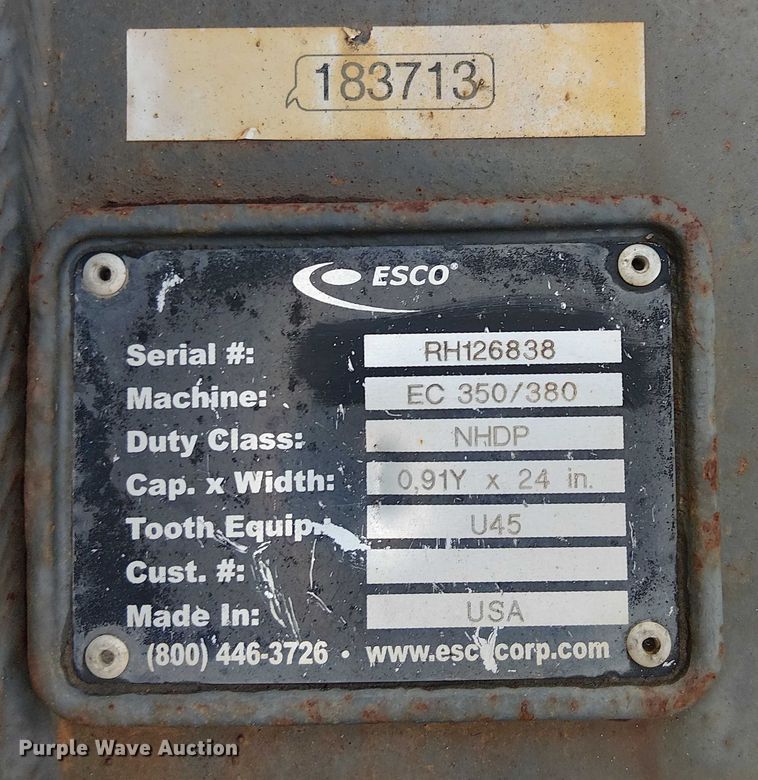 183713
ESCO®
Serial #: RH126838
Machine: EC 350/380
Duty Class: NHDP
Cap. x Width: 0,91Y x 24 in.
Tooth Equip.: U45
Cust. #:
Made In: USA
(800) 446-3726 • www.escocorp.com
Purple Wave Auction